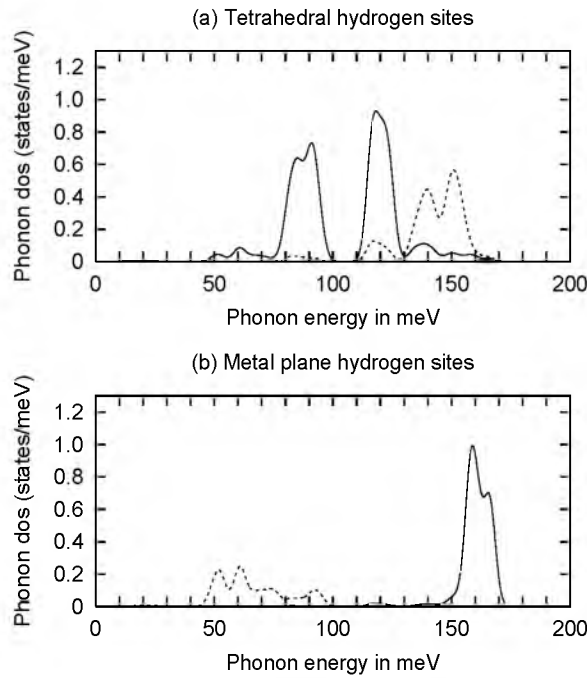 (a) Tetrahedral hydrogen sites
Phonon dos (states/meV)
1.2
1.0
0.8
0.6
0.4
0.2
0
0 50 100 150 200
Phonon energy in meV
(b) Metal plane hydrogen sites
Phonon dos (states/meV)
1.2
1.0
0.8
0.6
0.4
0.2
0
0 50 100 150 200
Phonon energy in meV